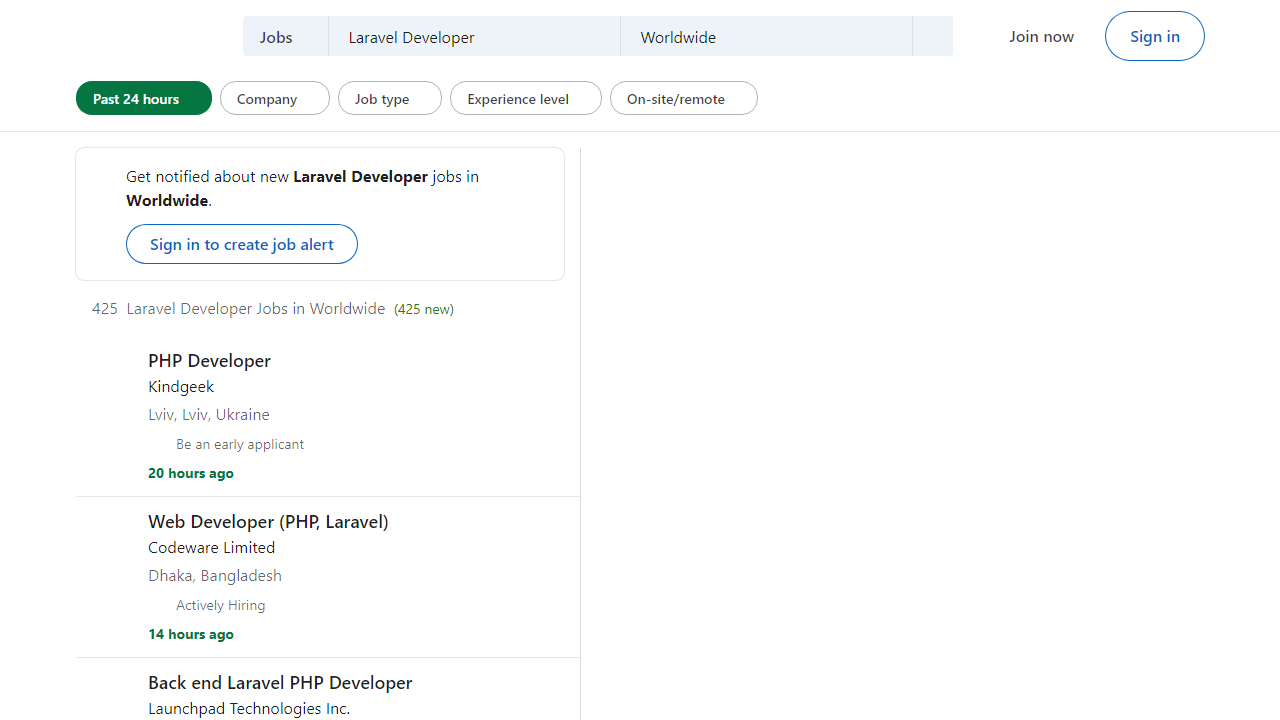 Jobs Laravel Developer Worldwide Join now Sign in
Past 24 hours Company Job type Experience level On-site/remote
Get notified about new Laravel Developer jobs in
Worldwide.
Sign in to create job alert
425 Laravel Developer Jobs in Worldwide (425 new)
PHP Developer
Kindgeek
Lviv, Lviv, Ukraine
Be an early applicant
20 hours ago
Web Developer (PHP, Laravel)
Codeware Limited
Dhaka, Bangladesh
Actively Hiring
14 hours ago
Back end Laravel PHP Developer
Launchpad Technologies Inc.